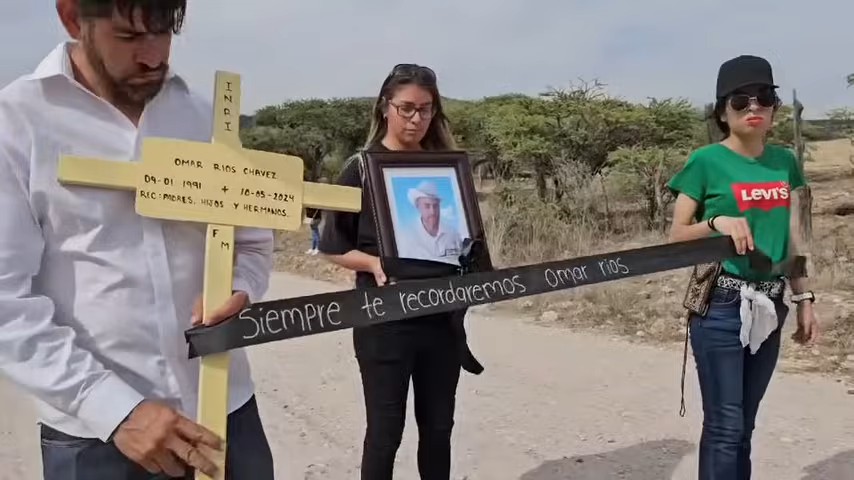 INRI
OMAR RIOS CHAVEZ
09-01-1991 + 10-05-2024
REC: PADRES, HIJOS Y HERMANOS.
F M
Siempre te recordaremos Omar rios
LEVI'S